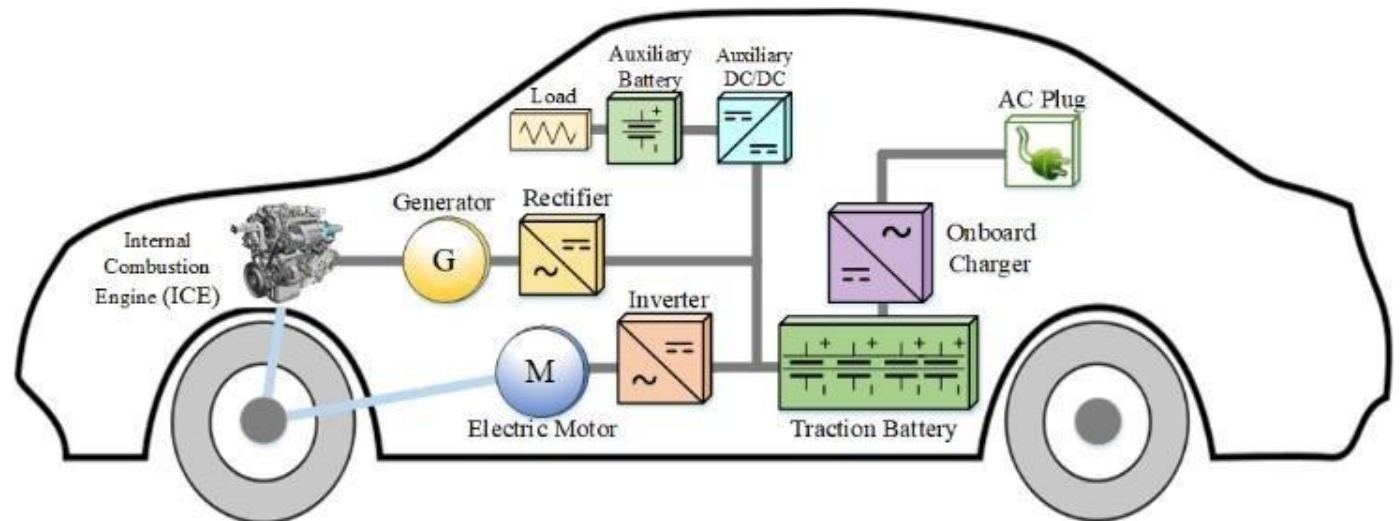 Auxiliary
Battery
Auxiliary
DC/DC
Load
AC Plug
Generator
Rectifier
G
Internal
Combustion
Engine (ICE)
Onboard
Charger
Inverter
M
Electric Motor
Traction Battery